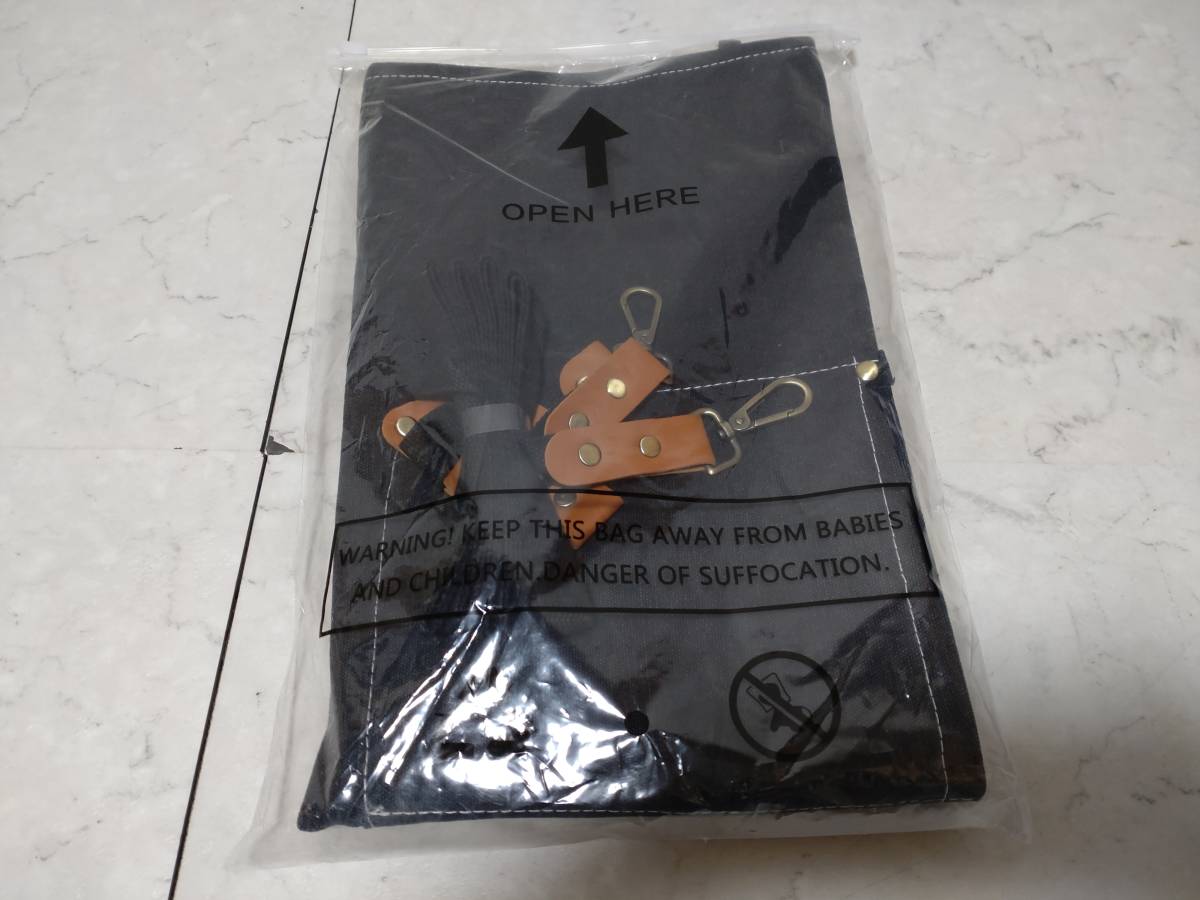 OPEN HERE
WARNING! KEEP THIS BAG AWAY FROM BABIES
AND CHILDREN.DANGER OF SUFFOCATION.